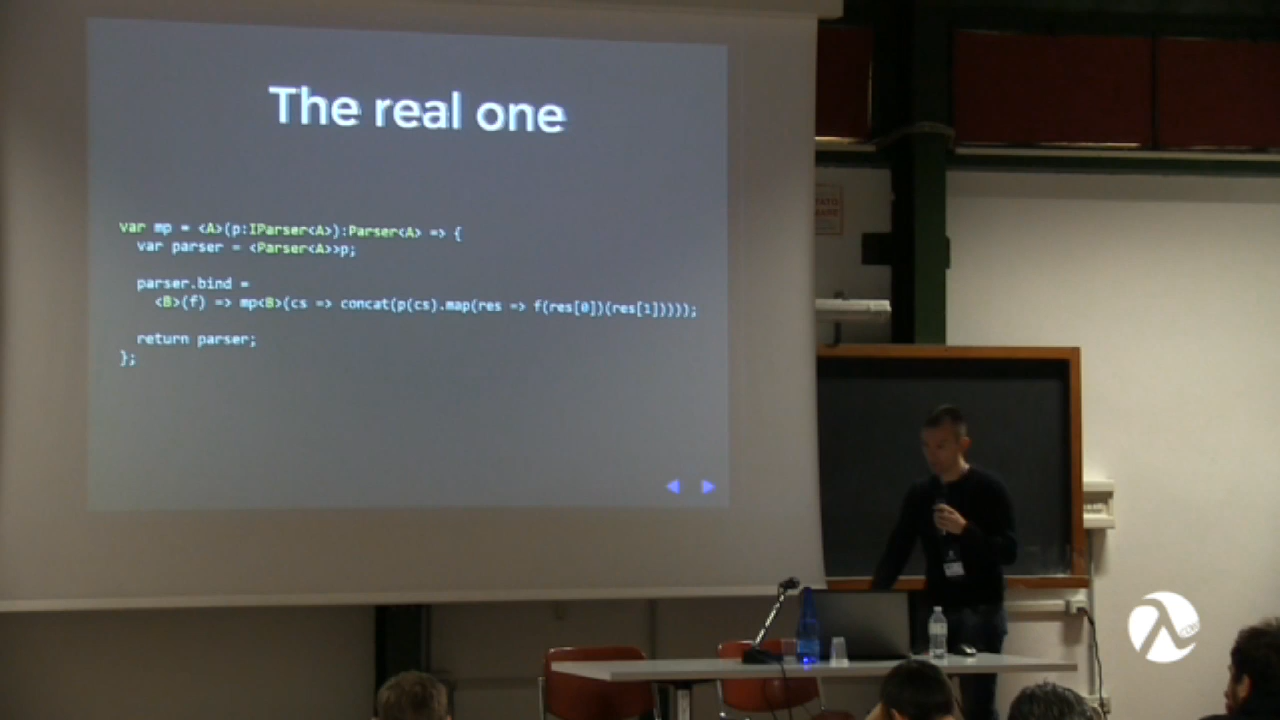 The real one
var mp = <A>(p:IParser<A>):Parser<A> => {
var parser = <Parser<A>>p;
parser.bind =
<B>(f) => mp<B>(cs => concat(p(cs).map(res => f(res[0])(res[1]))));
return parser;
};